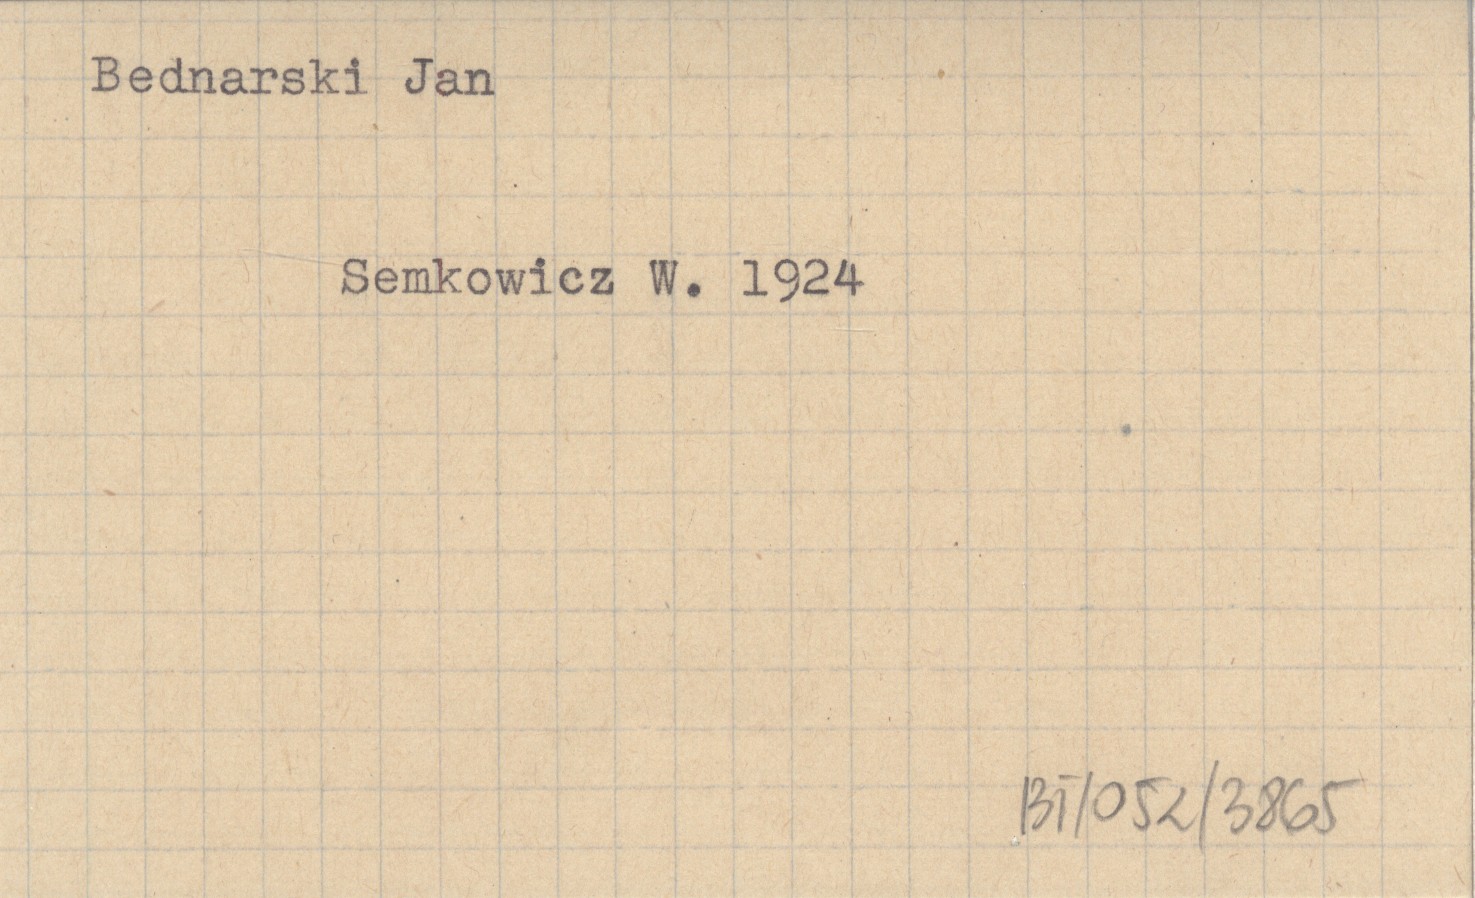 Bednarski Jan
Semkowicz W. 1924
BI/052/3865